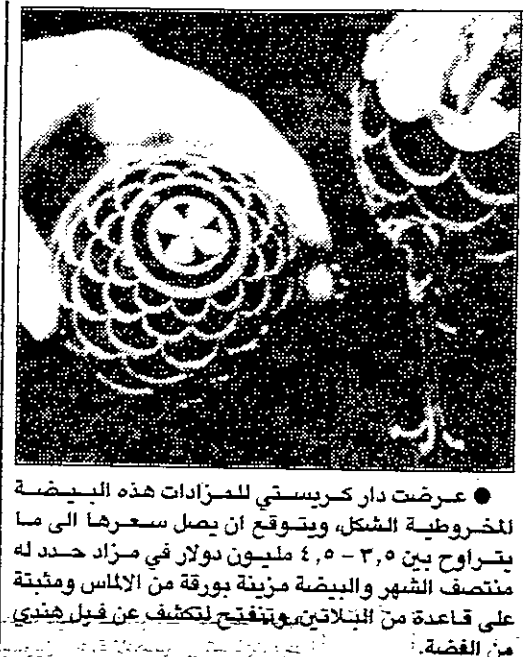 ● عرضت دار كريستي للمزادات هذه البيضة
المخروطية الشكل، ويتوقع ان يصل سعرها الى ما
يتراوح بين ٣,٥ - ٤,٥ مليون دولار في مزاد حدد له
منتصف الشهر والبيضة مزينة بورقة من الالماس ومثبتة
على قاعدة من البلاتين وتنفتح لتكشف عن فيل هندي
من الفضة.